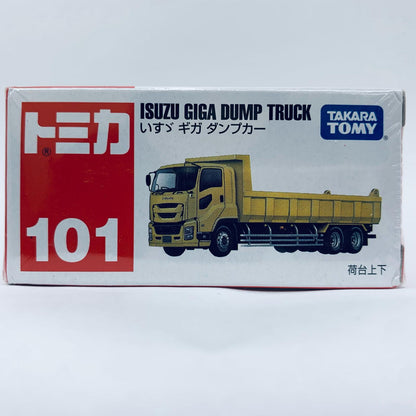 ISUZU GIGA DUMP TRUCK
いすゞ ギガ ダンプカー
TAKARA
TOMY
トミカ®
101
荷台上下